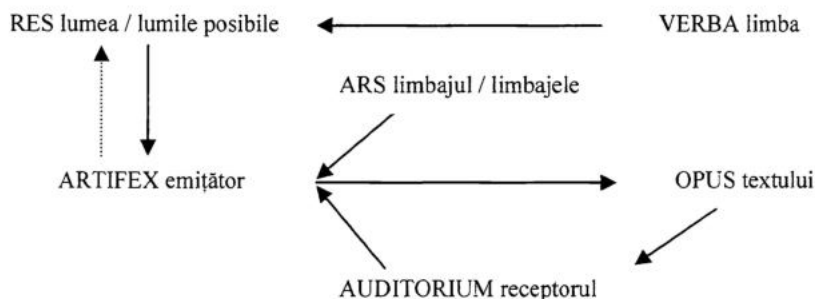 RES lumea / lumile posibile VERBA limba
ARS limbajul / limbajele
ARTIFEX emițător OPUS textului
AUDITORIUM receptorul